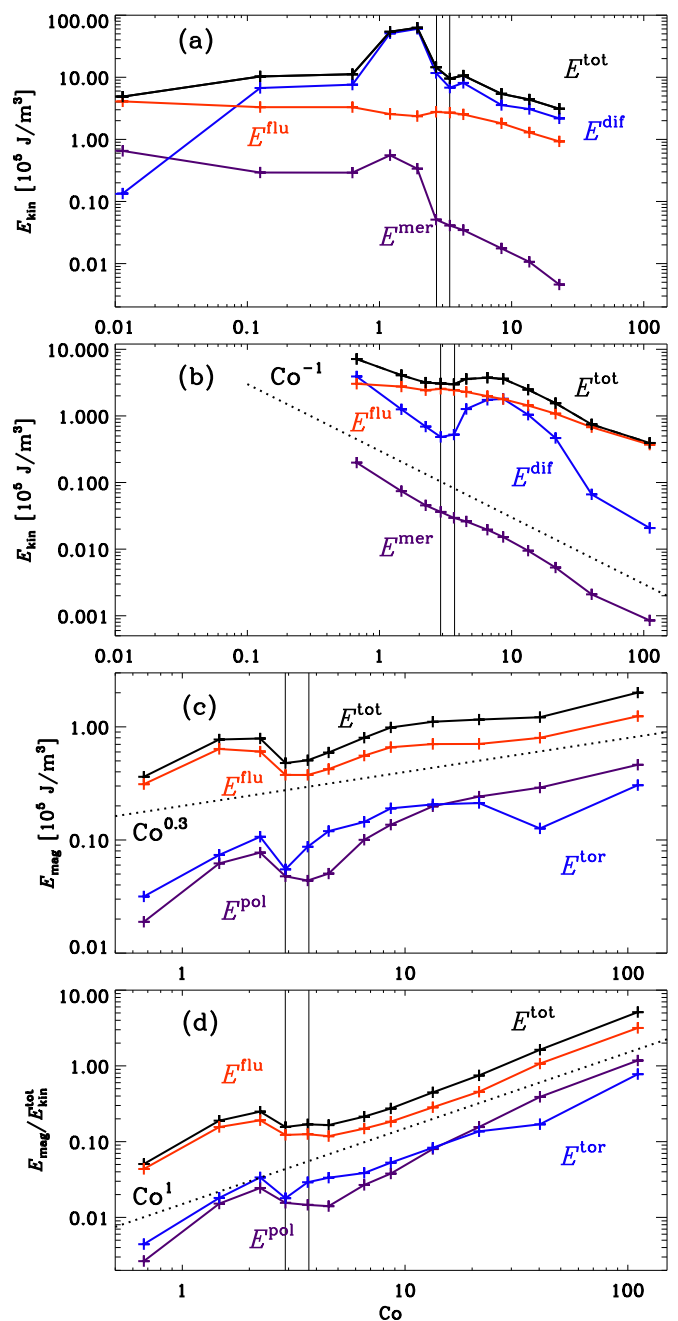 (a)
E^tot
E^flu
E^dif
E^mer
100.00
10.00
1.00
0.10
0.01
E_kin [10^5 J/m^3]
0.01 0.1 1 10 100
(b)
Co^−1
E^tot
E^flu
E^dif
E^mer
10.000
1.000
0.100
0.010
0.001
E_kin [10^5 J/m^3]
0.01 0.1 1 10 100
(c)
E^tot
E^flu
Co^0.3
E^tor
E^pol
1.00
0.10
0.01
E_mag [10^5 J/m^3]
1 10 100
(d)
E^tot
E^flu
Co^1
E^tor
E^pol
10.00
1.00
0.10
0.01
E_mag/E_kin^tot
1 10 100
Co